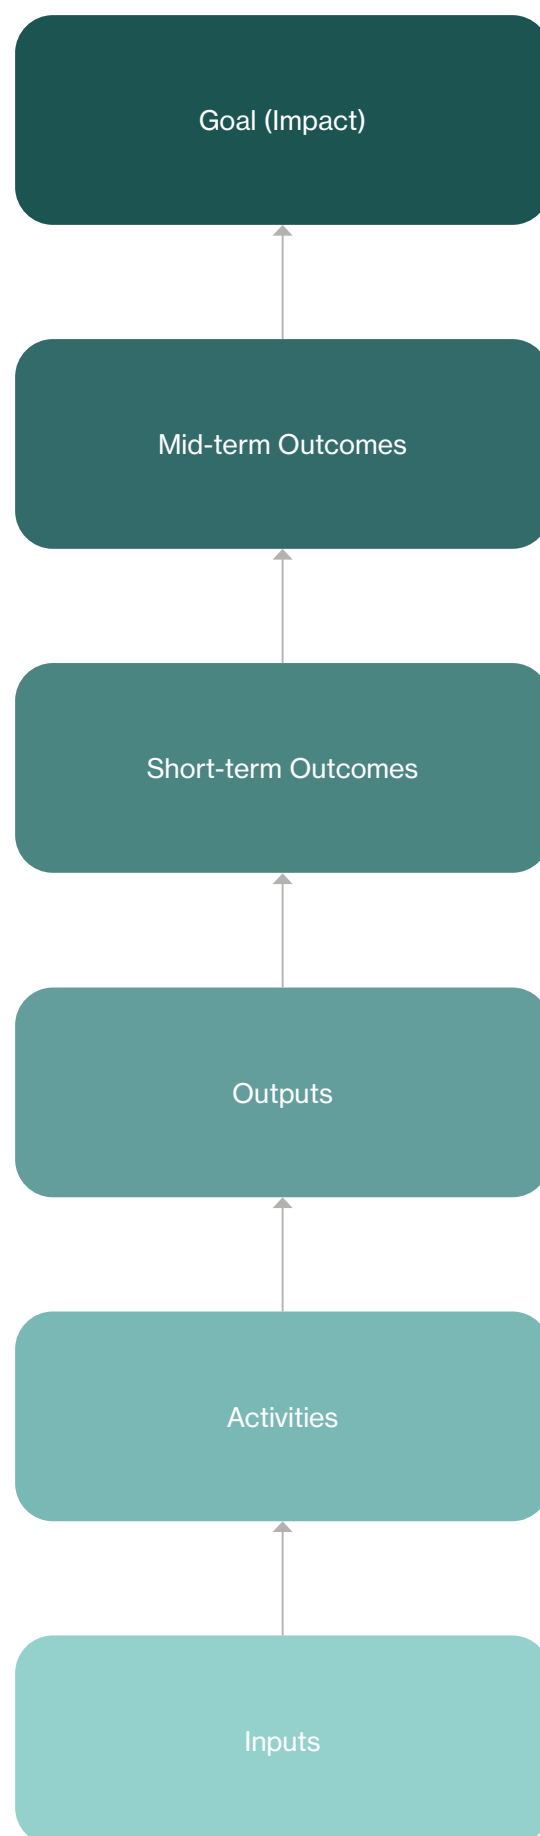 Goal (Impact)
Mid-term Outcomes
Short-term Outcomes
Outputs
Activities
Inputs